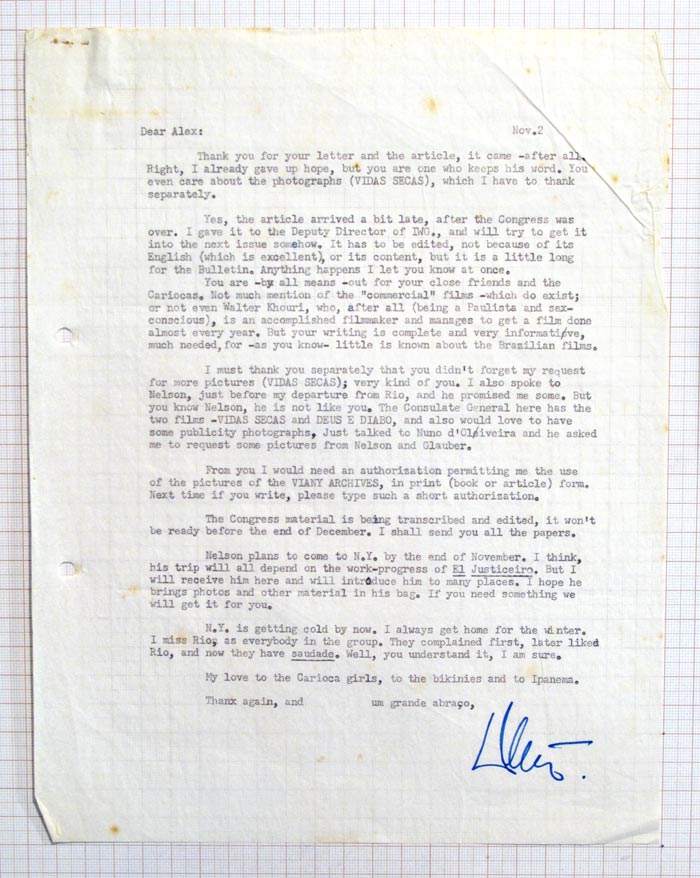 Dear Alex: Nov.2
Thank you for your letter and the article, it came -after all.
Right, I already gave up hope, but you are one who keeps his word. You
even care about the photographs (VIDAS SECAS), which I have to thank
separately.
Yes, the article arrived a bit late, after the Congress was
over. I gave it to the Deputy Director of IWG., and will try to get it
into the next issue somehow. It has to be edited, not because of its
English (which is excellent), or its content, but it is a little long
for the Bulletin. Anything happens I let you know at once.
You are -by all means -out for your close friends and the
Cariocas. Not much mention of the "commercial" films -which do exist;
or not even Walter Khouri, who, after all (being a Paulista and sex-
conscious), is an accomplished filmmaker and manages to get a film done
almost every year. But your writing is complete and very informative,
much needed, for -as you know- little is known about the Brazilian films.
I must thank you separately that you didn't forget my request
for more pictures (VIDAS SECAS); very kind of you. I also spoke to
Nelson, just before my departure from Rio, and he promised me some. But
you know Nelson, he is not like you. The Consulate General here has the
two films -VIDAS SECAS and DEUS E DIABO, and also would love to have
some publicity photographs, Just talked to Nuno d'Oliveira and he asked
me to request some pictures from Nelson and Glauber.
From you I would need an authorization permitting me the use
of the pictures of the VIANY ARCHIVES, in print (book or article) form.
Next time if you write, please type such a short authorization.
The Congress material is being transcribed and edited, it won't
be ready before the end of December. I shall send you all the papers.
Nelson plans to come to N.Y. by the end of November. I think,
his trip will all depend on the work-progress of El Justiceiro. But I
will receive him here and will introduce him to many places. I hope he
brings photos and other material in his bag. If you need something we
will get it for you.
N.Y. is getting cold by now. I always get home for the winter.
I miss Rio, as everybody in the group. They complained first, later liked
Rio, and now they have saudade. Well, you understand it, I am sure.
My love to the Carioca girls, to the bikinies and to Ipanema.
Thanx again, and um grande abraço,